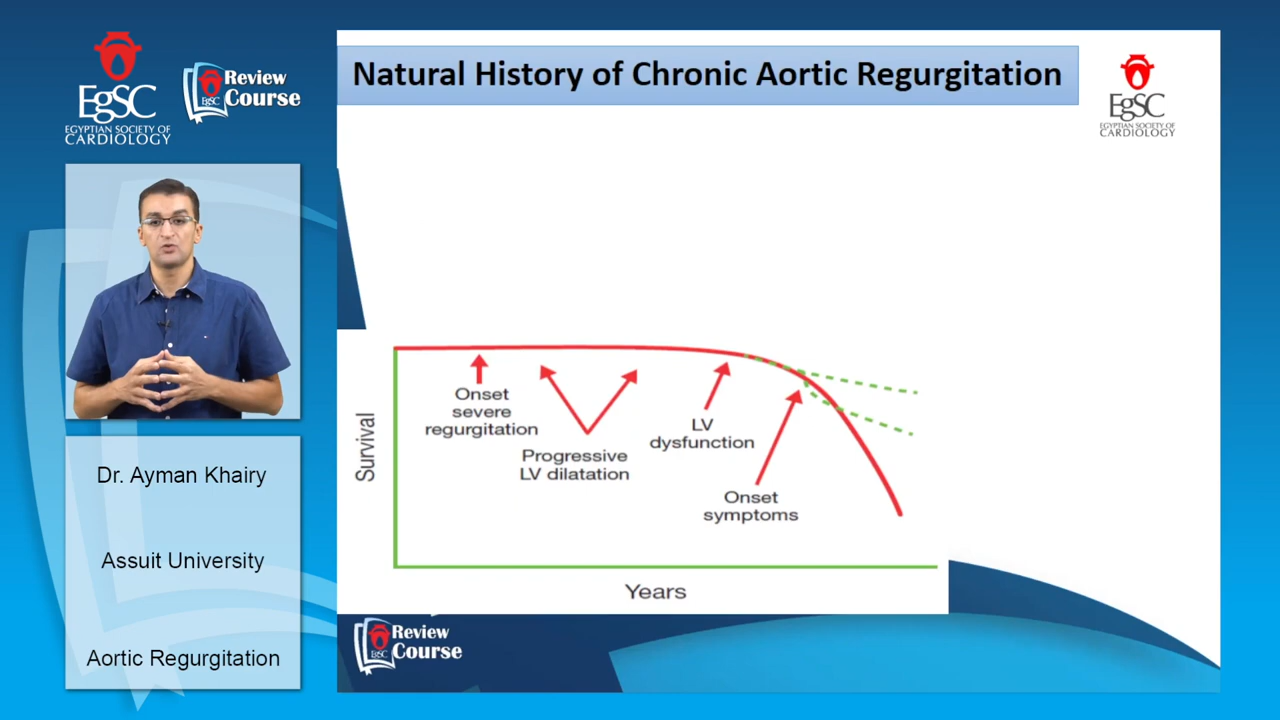 EgSC
EGYPTIAN SOCIETY OF
CARDIOLOGY
Review
Course
EgSC
Natural History of Chronic Aortic Regurgitation
EgSC
EGYPTIAN SOCIETY OF
CARDIOLOGY
Dr. Ayman Khairy
Assuit University
Aortic Regurgitation
Survival
Onset
severe
regurgitation
Progressive
LV dilatation
LV
dysfunction
Onset
symptoms
Years
Review
Course
EgSC